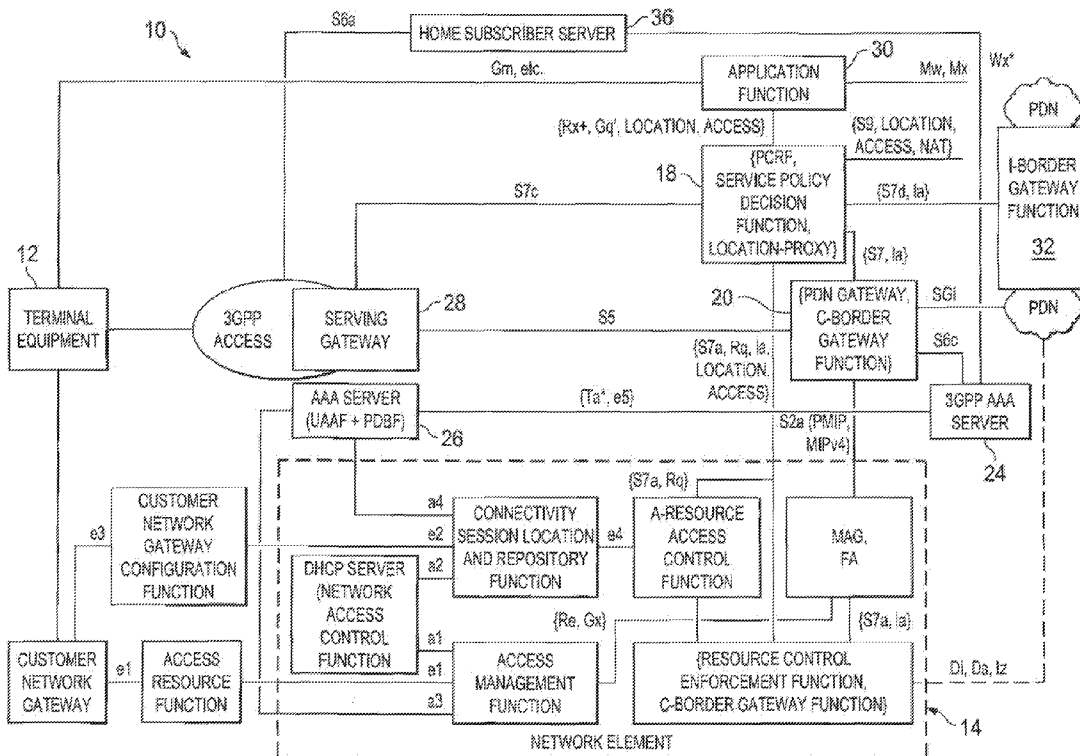 10
S6a
HOME SUBSCRIBER SERVER
36
Gm, etc.
APPLICATION
FUNCTION
30
Mw, Mx
Wx*
PDN
{Rx+, Gq', LOCATION, ACCESS}
{S9, LOCATION,
ACCESS, NAT}
18
{PCRF,
SERVICE POLICY
DECISION
FUNCTION,
LOCATION-PROXY}
S7c
{S7d, Ia}
I-BORDER
GATEWAY
FUNCTION
32
{S7, Ia}
12
TERMINAL
EQUIPMENT
3GPP
ACCESS
SERVING
GATEWAY
28
S5
20
{PDN GATEWAY,
C-BORDER
GATEWAY
FUNCTION}
SGi
PDN
S6c
{S7a, Rq, Ia,
LOCATION,
ACCESS}
AAA SERVER
(UAAF + PDBF)
26
{Ta*, e5}
3GPP AAA
SERVER
24
S2a (PMIP,
MIPv4)
{S7a, Rq}
CUSTOMER
NETWORK
GATEWAY
CONFIGURATION
FUNCTION
e3
a4
e2
a2
CONNECTIVITY
SESSION LOCATION
AND REPOSITORY
FUNCTION
e4
A-RESOURCE
ACCESS
CONTROL
FUNCTION
MAG,
FA
DHCP SERVER
(NETWORK
ACCESS
CONTROL
FUNCTION
{Re, Gx}
{S7a, Ia}
CUSTOMER
NETWORK
GATEWAY
e1
ACCESS
RESOURCE
FUNCTION
a1
e1
a3
ACCESS
MANAGEMENT
FUNCTION
{RESOURCE CONTROL
ENFORCEMENT FUNCTION,
C-BORDER GATEWAY FUNCTION}
Di, Ds, Iz
14
NETWORK ELEMENT